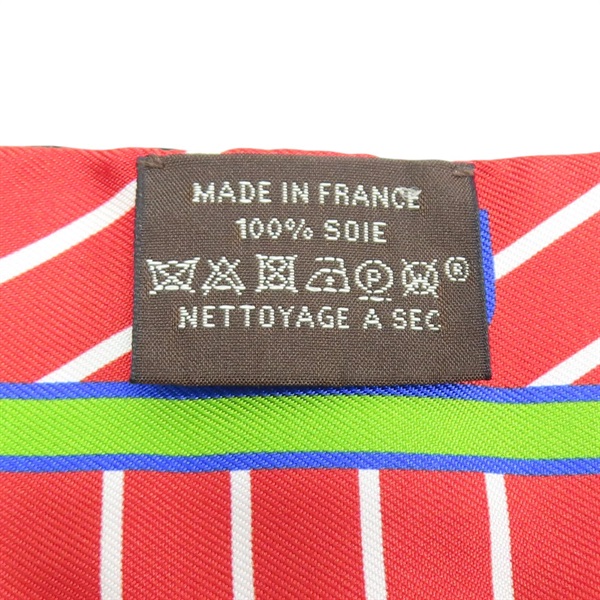 MADE IN FRANCE
100% SOIE
P W ®
NETTOYAGE A SEC